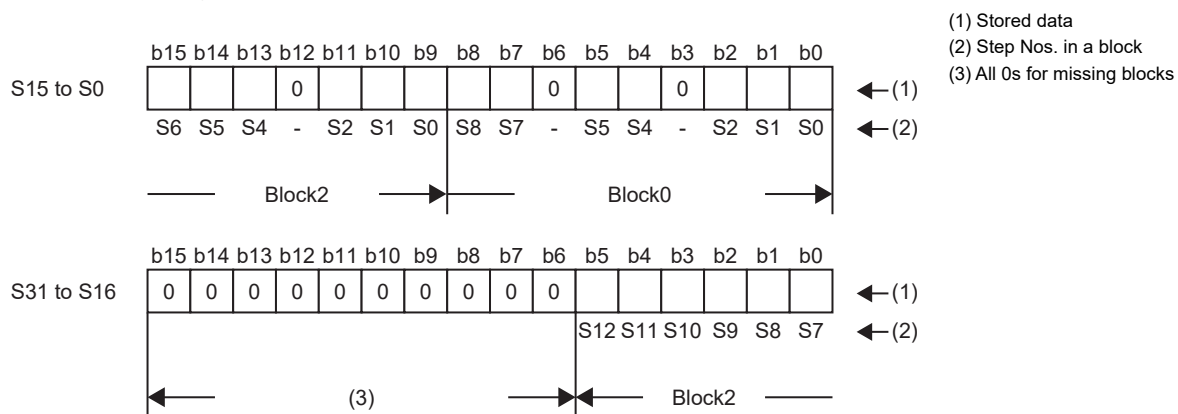 (1) Stored data
(2) Step Nos. in a block
(3) All 0s for missing blocks
b15 b14 b13 b12 b11 b10 b9 b8 b7 b6 b5 b4 b3 b2 b1 b0
S15 to S0 0 0 0 (1)
S6 S5 S4 - S2 S1 S0 S8 S7 - S5 S4 - S2 S1 S0 (2)
Block2 Block0
b15 b14 b13 b12 b11 b10 b9 b8 b7 b6 b5 b4 b3 b2 b1 b0
S31 to S16 0 0 0 0 0 0 0 0 0 0 (1)
S12 S11 S10 S9 S8 S7 (2)
(3) Block2